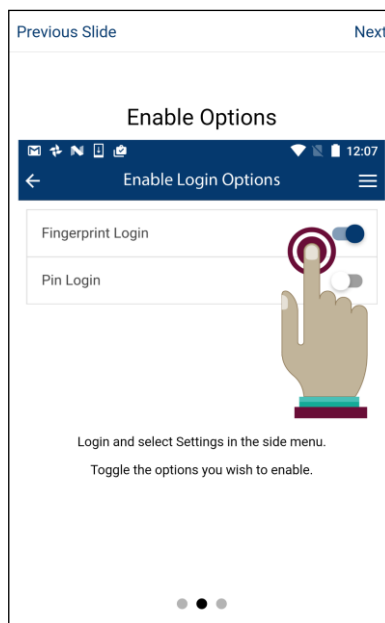 Previous Slide
Next
Enable Options
12:07
Enable Login Options
Fingerprint Login
Pin Login
Login and select Settings in the side menu.
Toggle the options you wish to enable.